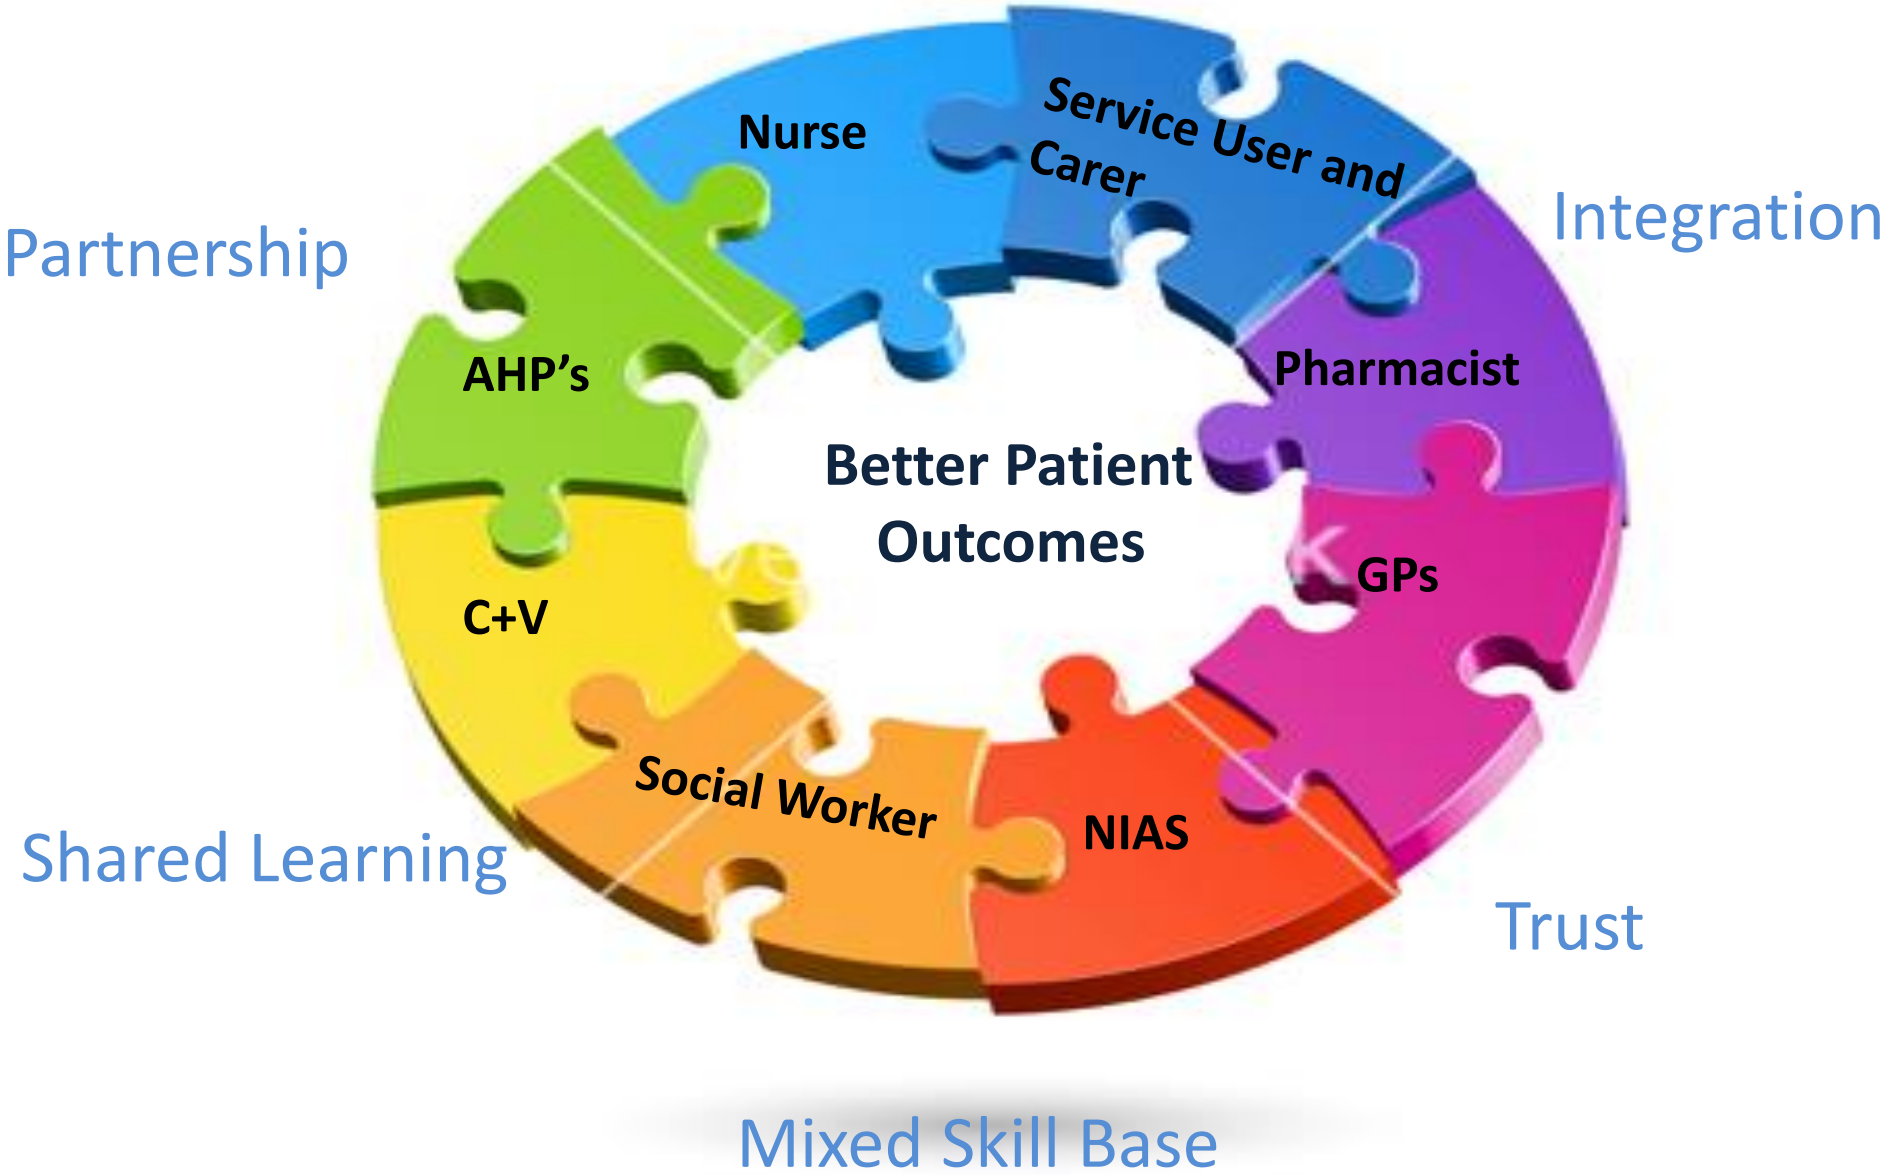 Nurse
Service User and
Carer
Partnership
Integration
AHP’s
Pharmacist
Better Patient
Outcomes
GPs
C+V
Social Worker
NIAS
Shared Learning
Trust
Mixed Skill Base